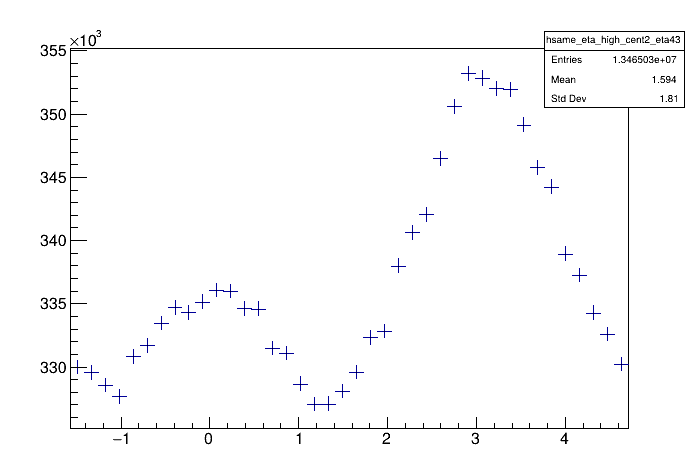 ×10³
hsame_eta_high_cent2_eta43
Entries 1.346503e+07
Mean 1.594
Std Dev 1.81
355
350
345
340
335
330
−1 0 1 2 3 4